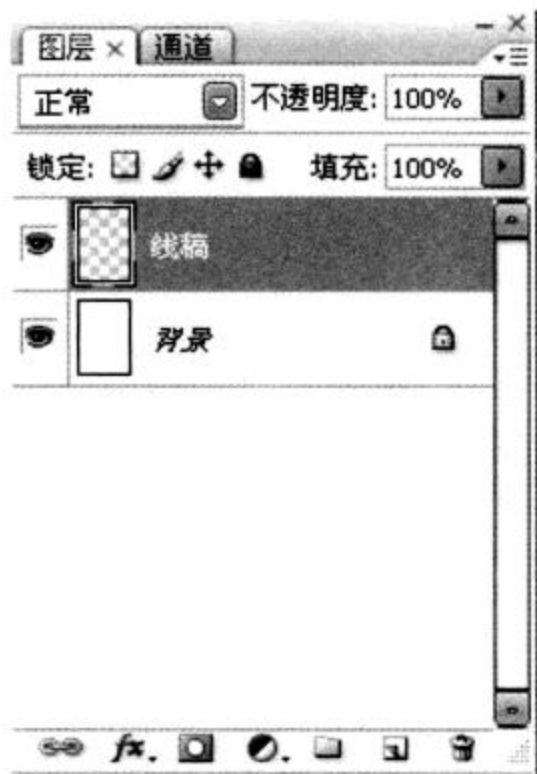 图层 × 通道
正常 不透明度: 100%
锁定: 填充: 100%
线稿
背景
fx.